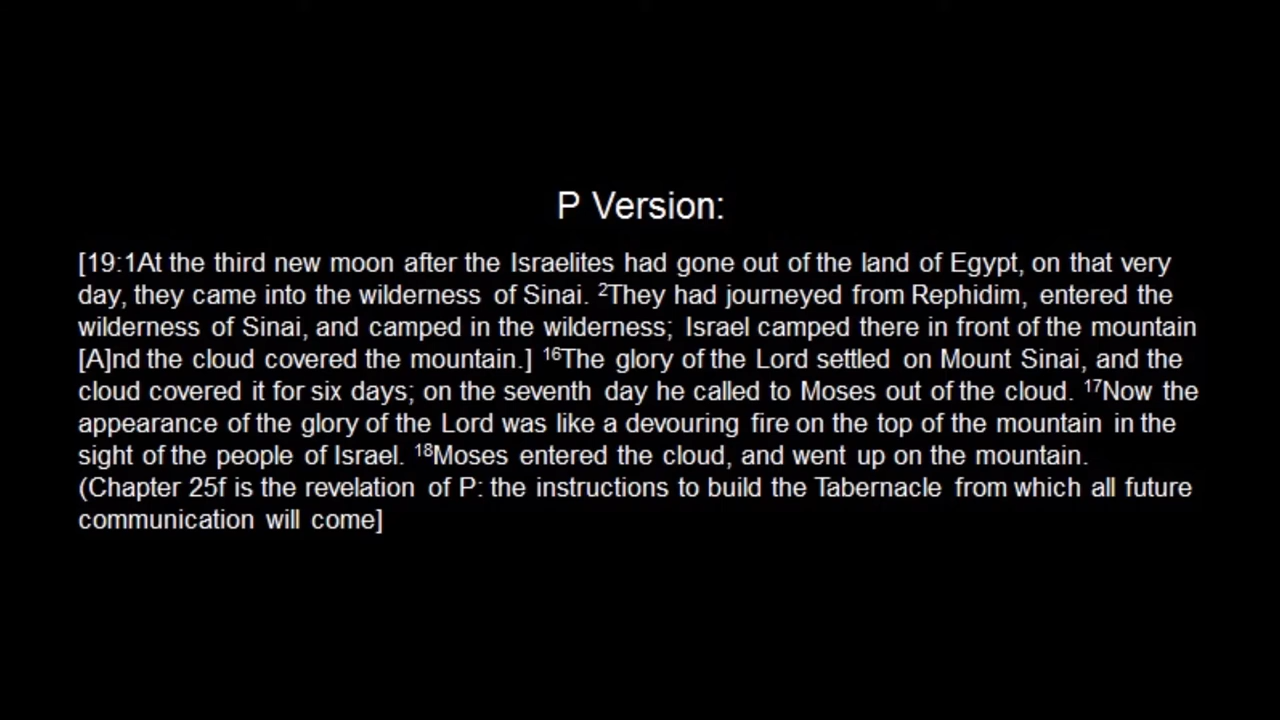 P Version:
[19:1At the third new moon after the Israelites had gone out of the land of Egypt, on that very
day, they came into the wilderness of Sinai. ²They had journeyed from Rephidim, entered the
wilderness of Sinai, and camped in the wilderness; Israel camped there in front of the mountain
[A]nd the cloud covered the mountain.] ¹⁶The glory of the Lord settled on Mount Sinai, and the
cloud covered it for six days; on the seventh day he called to Moses out of the cloud. ¹⁷Now the
appearance of the glory of the Lord was like a devouring fire on the top of the mountain in the
sight of the people of Israel. ¹⁸Moses entered the cloud, and went up on the mountain.
(Chapter 25f is the revelation of P: the instructions to build the Tabernacle from which all future
communication will come]